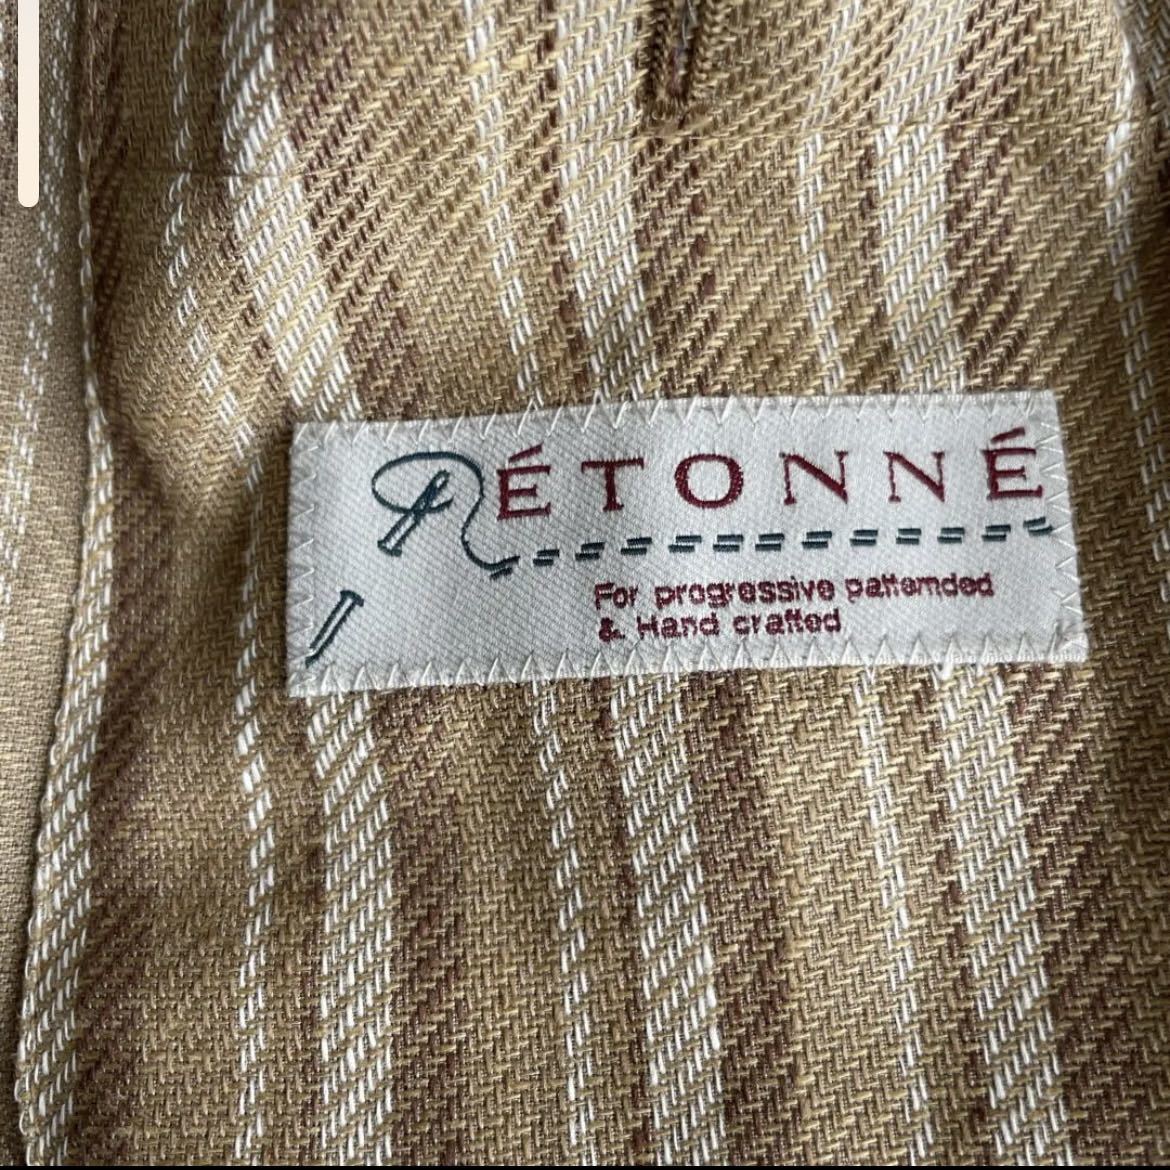 RÉTONNÉ
For progressive patternded
& Hand crafted